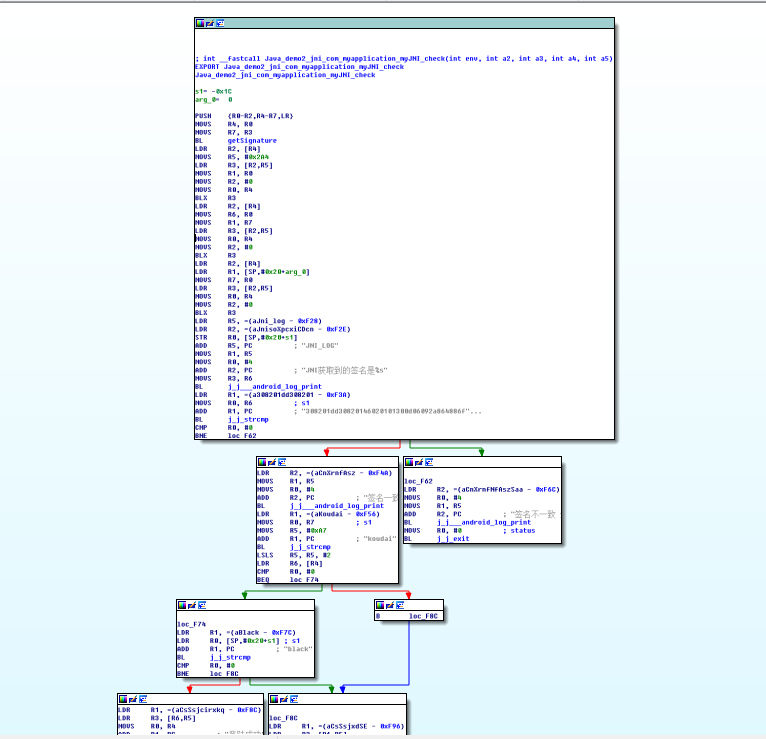 ; int __fastcall Java_demo2_jni_com_myapplication_myJNI_check(int env, int a2, int a3, int a4, int a5)
EXPORT Java_demo2_jni_com_myapplication_myJNI_check
Java_demo2_jni_com_myapplication_myJNI_check
s1= -0x1C
arg_0= 0
PUSH {R0-R2,R4-R7,LR}
MOVS R4, R0
MOVS R7, R3
BL getSignature
LDR R2, [R4]
MOVS R5, #0x2A4
LDR R3, [R2,R5]
MOVS R1, R0
MOVS R2, #0
MOVS R0, R4
BLX R3
LDR R2, [R4]
MOVS R6, R0
MOVS R1, R7
LDR R3, [R2,R5]
MOVS R0, R4
MOVS R2, #0
BLX R3
LDR R2, [R4]
LDR R1, [SP,#0x20+arg_0]
MOVS R7, R0
LDR R3, [R2,R5]
MOVS R0, R4
MOVS R2, #0
BLX R3
LDR R5, =(aJni_log - 0xF28)
LDR R2, =(aJnisoXpcxiCDcn - 0xF2E)
STR R0, [SP,#0x20+s1]
ADD R5, PC ; "JNI_LOG"
MOVS R1, R5
MOVS R0, #4
ADD R2, PC ; "JNI获取到的签名是%s"
MOVS R3, R6
BL j_j___android_log_print
LDR R1, =(a308201dd308201 - 0xF3A)
MOVS R0, R6 ; s1
ADD R1, PC ; "308201dd30820146020101300d06092a864886f"...
BL j_j_strcmp
CMP R0, #0
BNE loc_F62
LDR R2, =(aCnXrnfAsz - 0xF4A)
MOVS R1, R5
MOVS R0, #4
ADD R2, PC ; "签名一致
BL j_j___android_log_print
LDR R1, =(aKoudai - 0xF56)
MOVS R0, R7 ; s1
MOVS R5, #0xA7
ADD R1, PC ; "koudai"
BL j_j_strcmp
LSLS R5, R5, #2
LDR R6, [R4]
CMP R0, #0
BEQ loc_F74
loc_F62
LDR R2, =(aCnXrnfNFAszSaa - 0xF6C)
MOVS R0, #4
MOVS R1, R5
ADD R2, PC ; "签名不一致
BL j_j___android_log_print
MOVS R0, #0 ; status
BL j_j_exit
loc_F74
LDR R1, =(aBlack - 0xF7C)
LDR R0, [SP,#0x20+s1] ; s1
ADD R1, PC ; "black"
BL j_j_strcmp
CMP R0, #0
BNE loc_F8C
B loc_F8C
LDR R1, =(aCsSsjcirxkq - 0xF8C)
LDR R3, [R6,R5]
MOVS R0, R4
loc_F8C
LDR R1, =(aCsSsjxdSE - 0xF96)